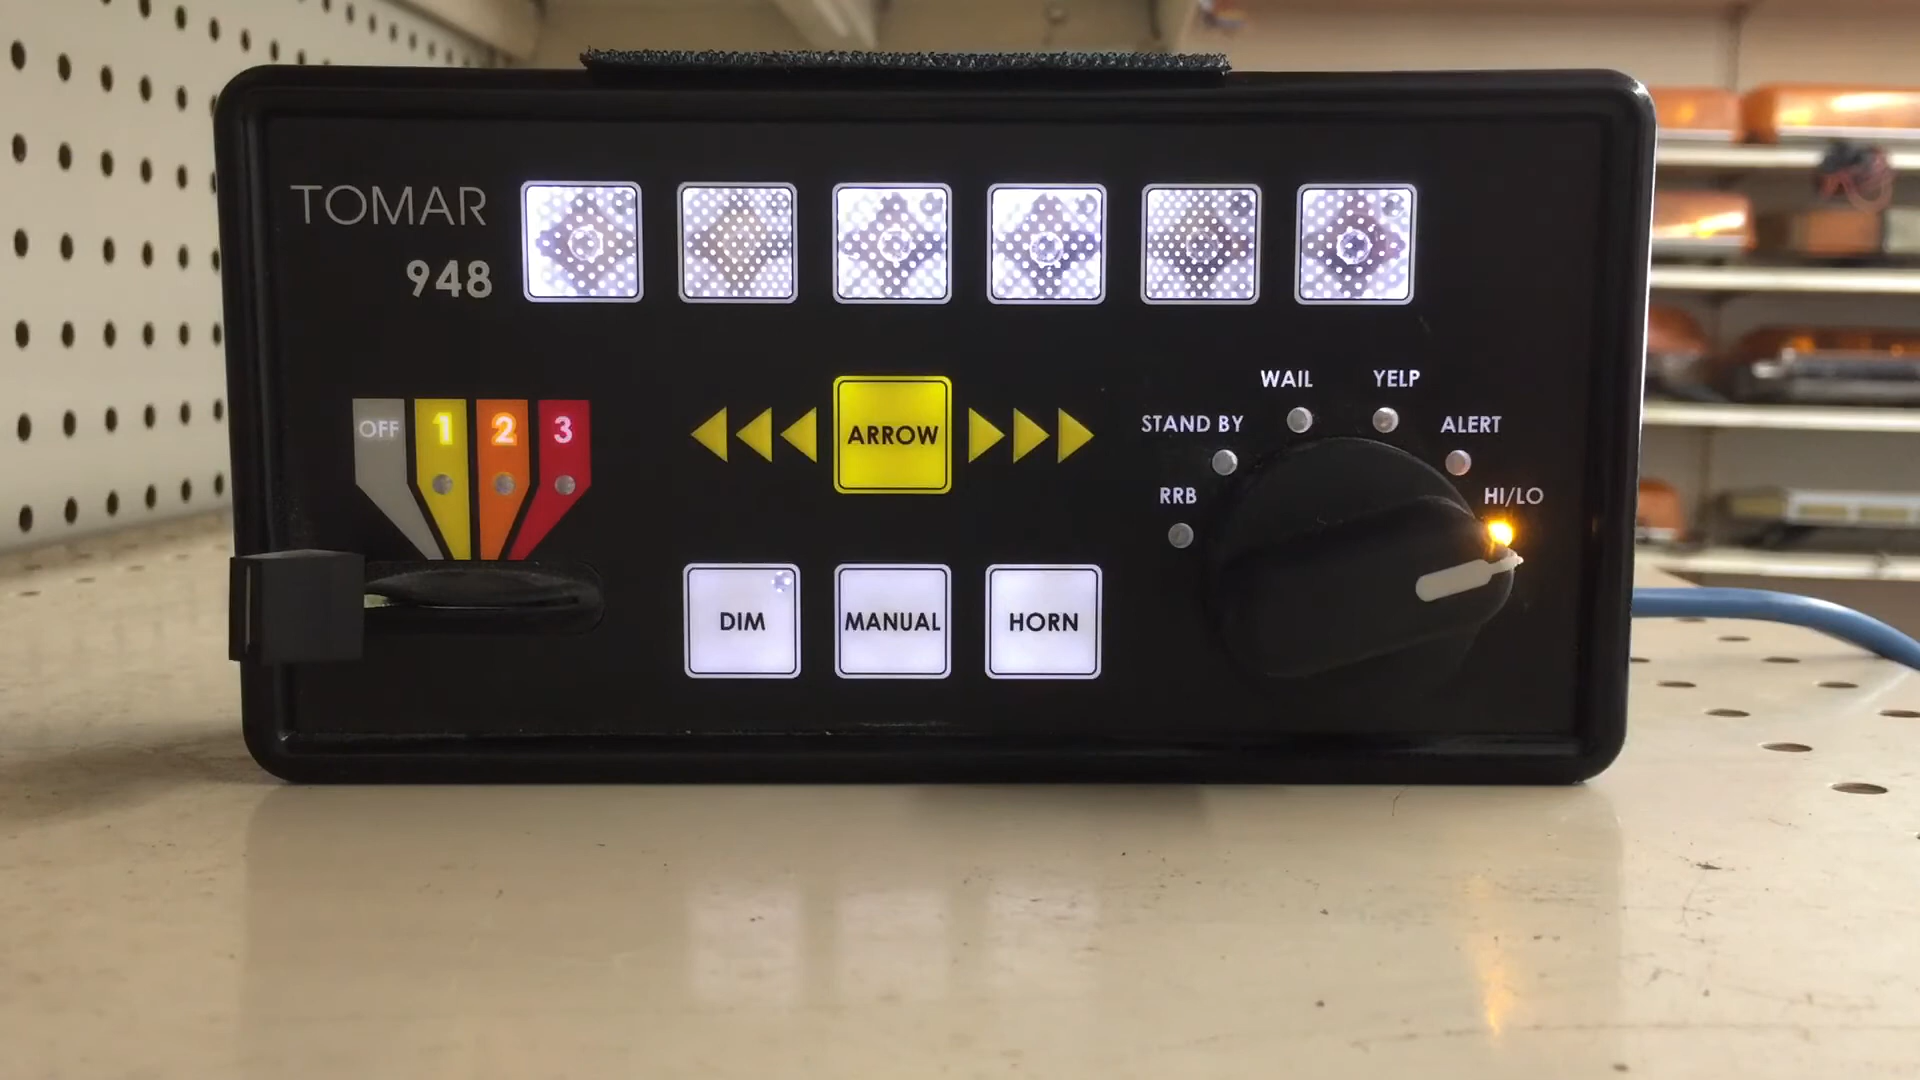 TOMAR
948
WAIL
YELP
STAND BY
ALERT
OFF
1
2
3
ARROW
RRB
HI/LO
DIM
MANUAL
HORN